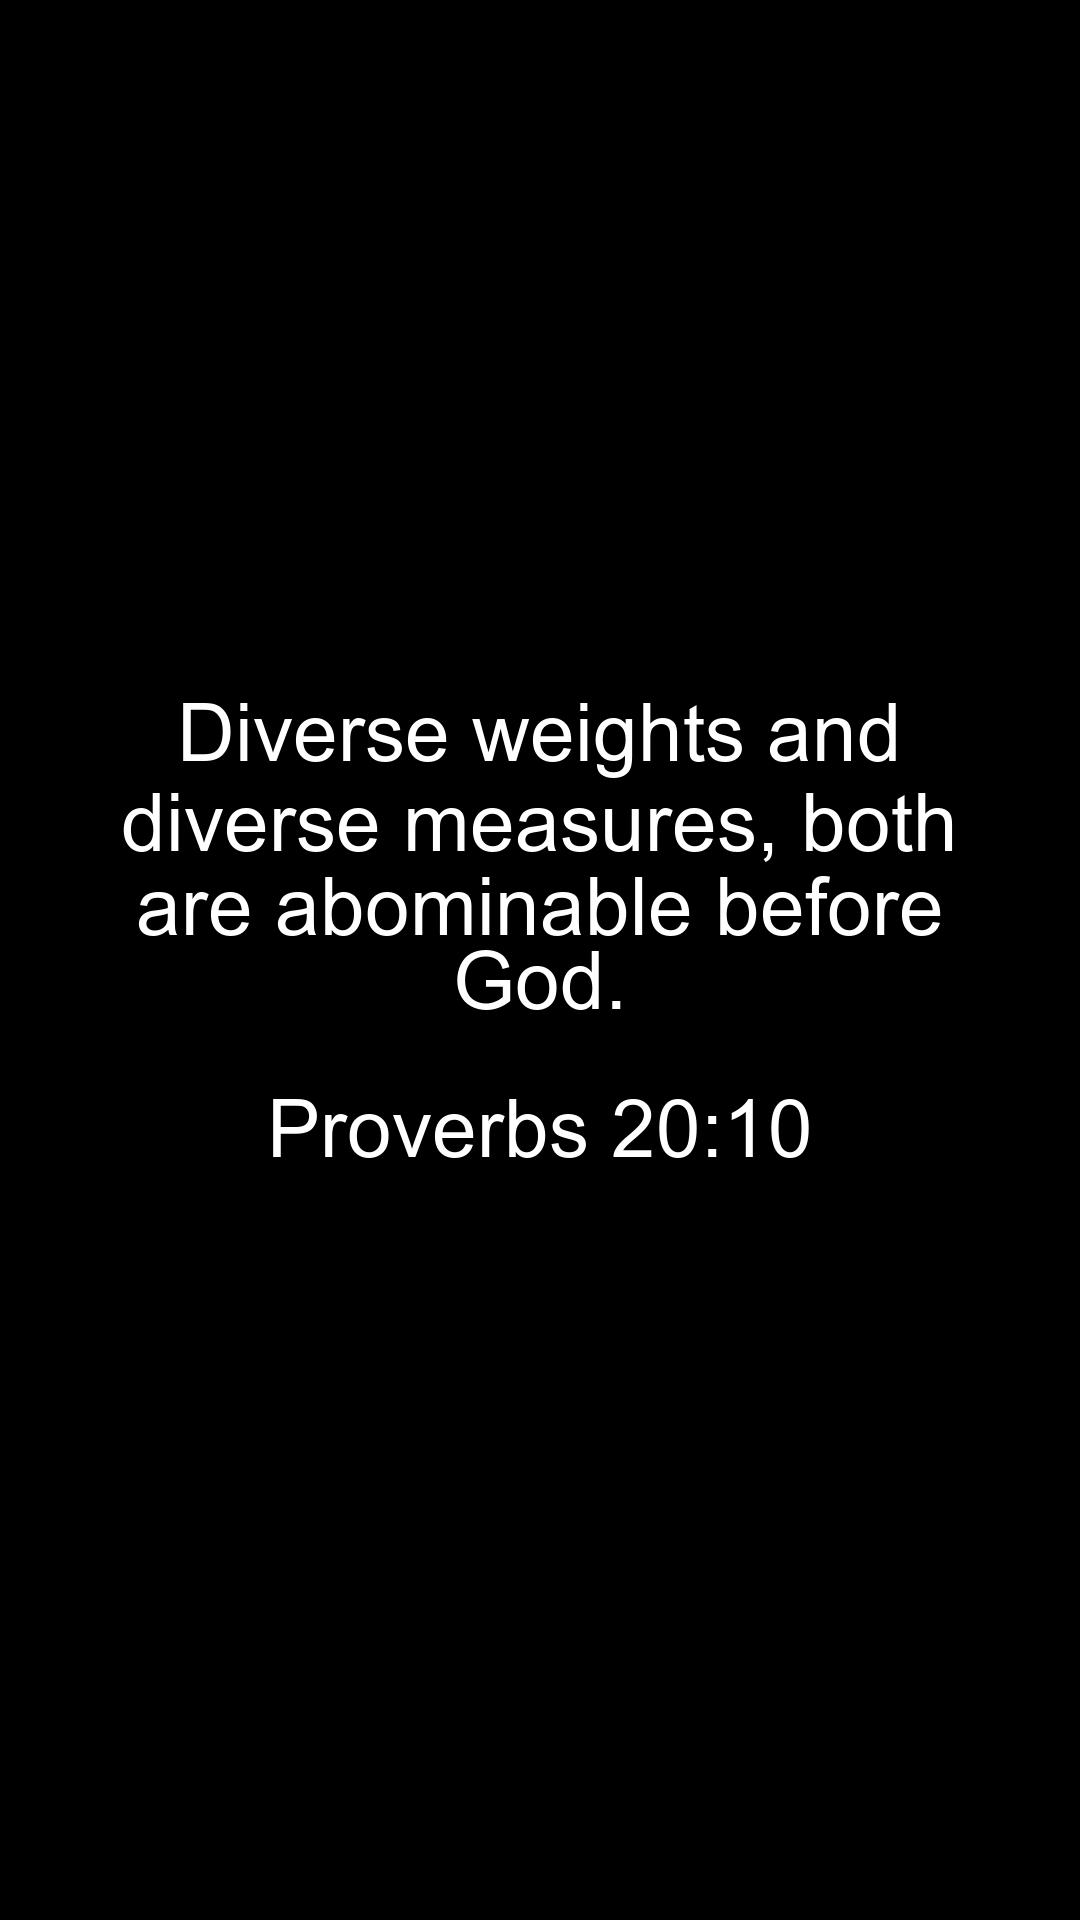 Diverse weights and
diverse measures, both
are abominable before
God.
Proverbs 20:10